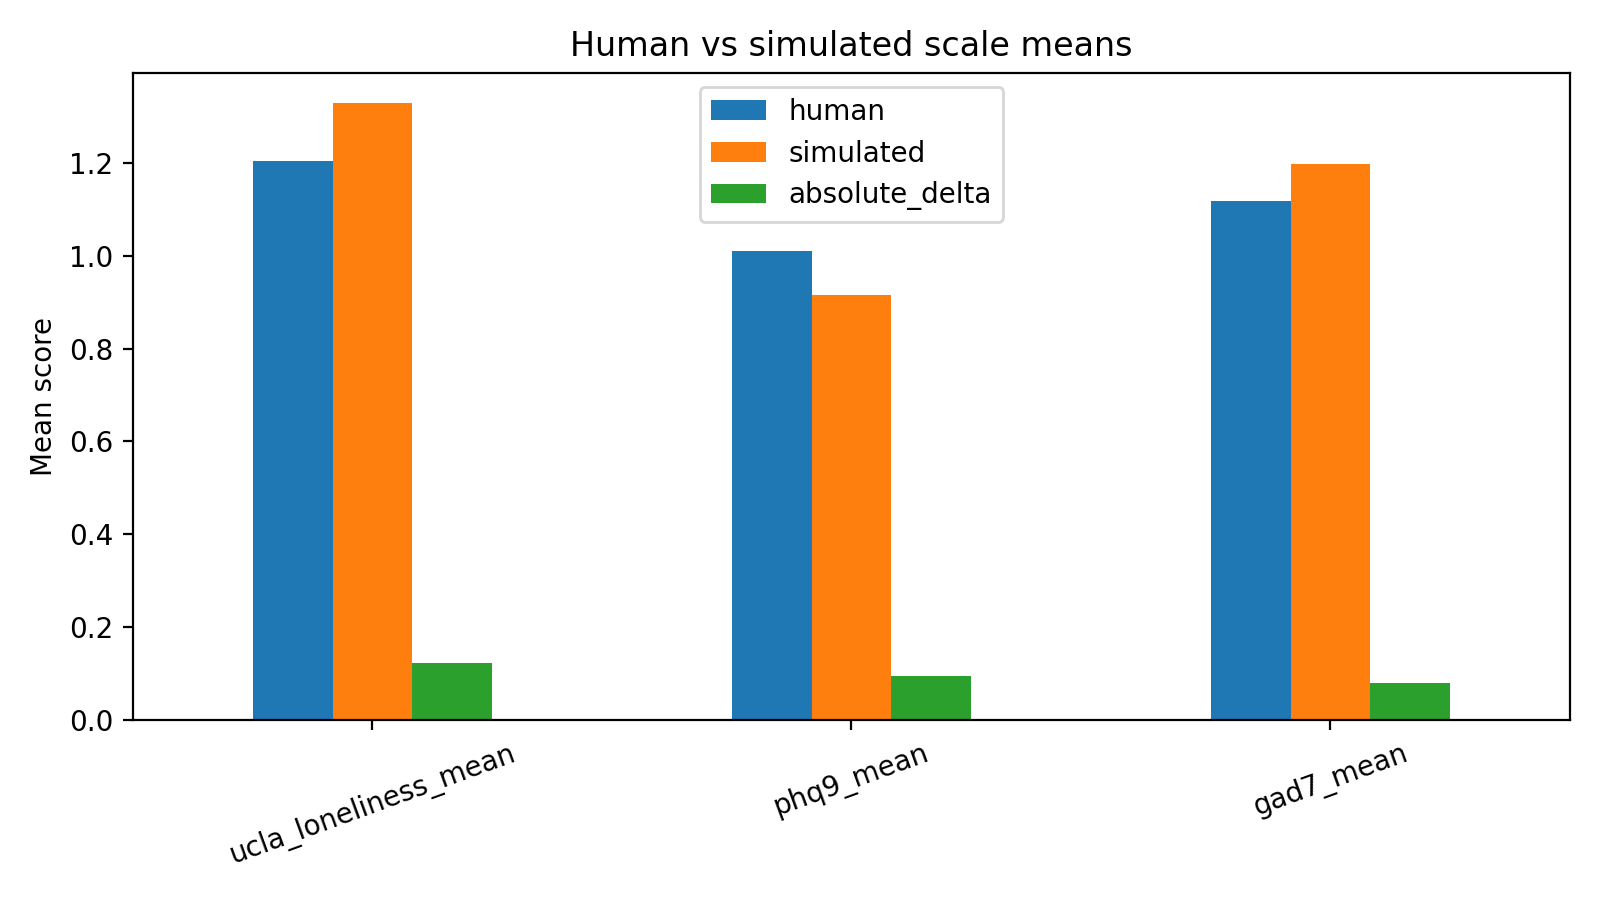 Human vs simulated scale means
human
simulated
absolute_delta
Mean score
1.2
1.0
0.8
0.6
0.4
0.2
0.0
ucla_loneliness_mean
phq9_mean
gad7_mean